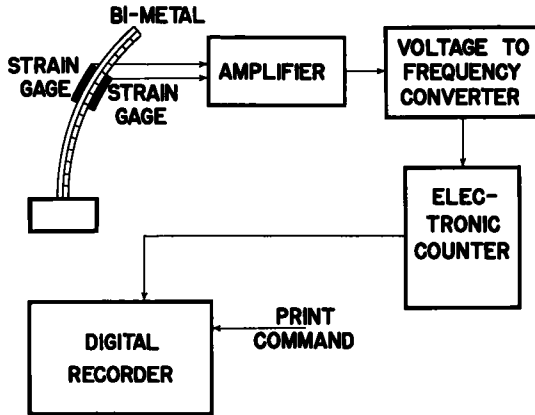 BI-METAL
STRAIN
GAGE
STRAIN
GAGE
AMPLIFIER
VOLTAGE TO
FREQUENCY
CONVERTER
ELEC-
TRONIC
COUNTER
DIGITAL
RECORDER
PRINT
COMMAND